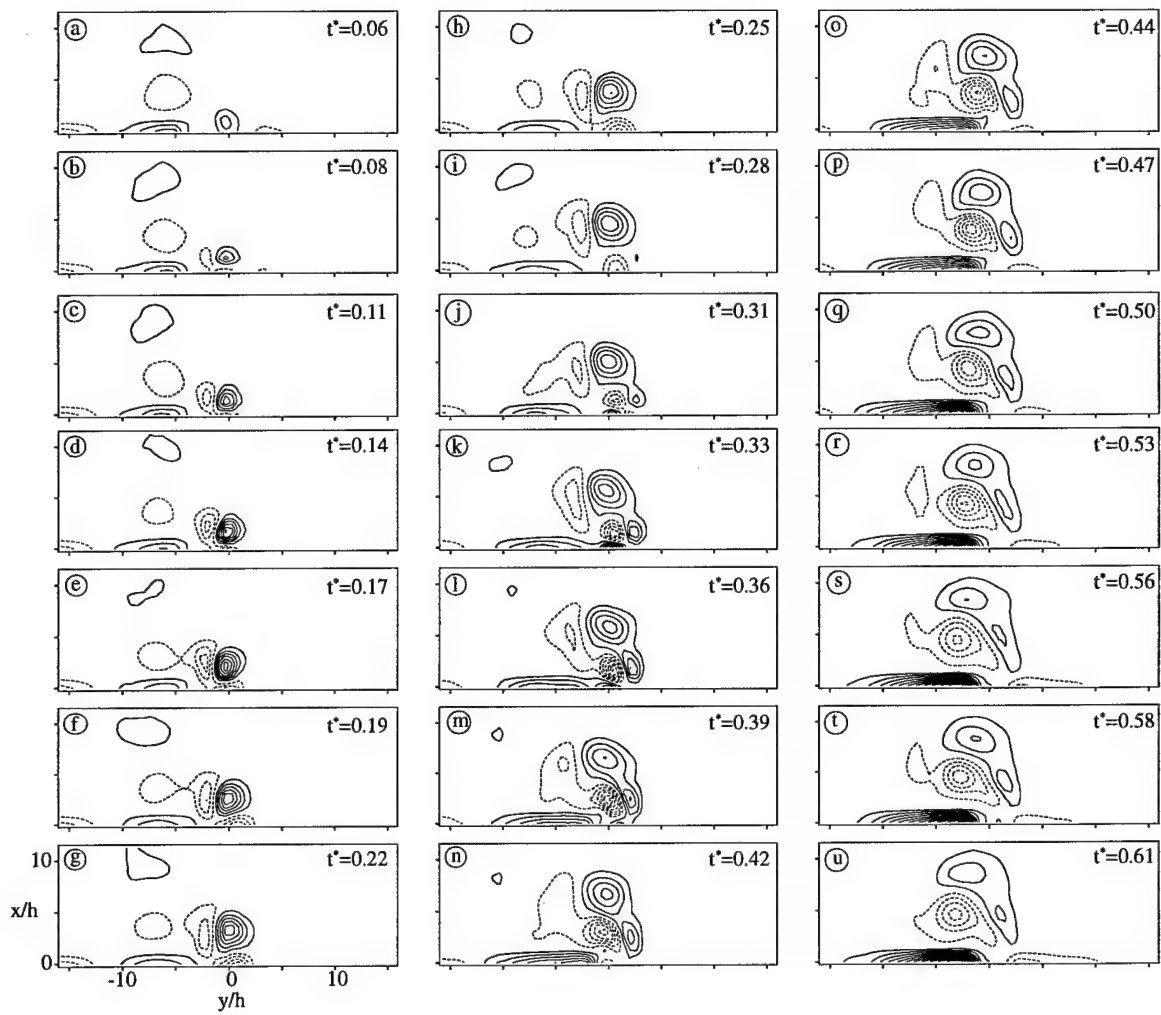 a t*=0.06
h t*=0.25
o t*=0.44
b t*=0.08
i t*=0.28
p t*=0.47
c t*=0.11
j t*=0.31
q t*=0.50
d t*=0.14
k t*=0.33
r t*=0.53
e t*=0.17
l t*=0.36
s t*=0.56
f t*=0.19
m t*=0.39
t t*=0.58
g t*=0.22
n t*=0.42
u t*=0.61
10
x/h
0
-10 0 10
y/h